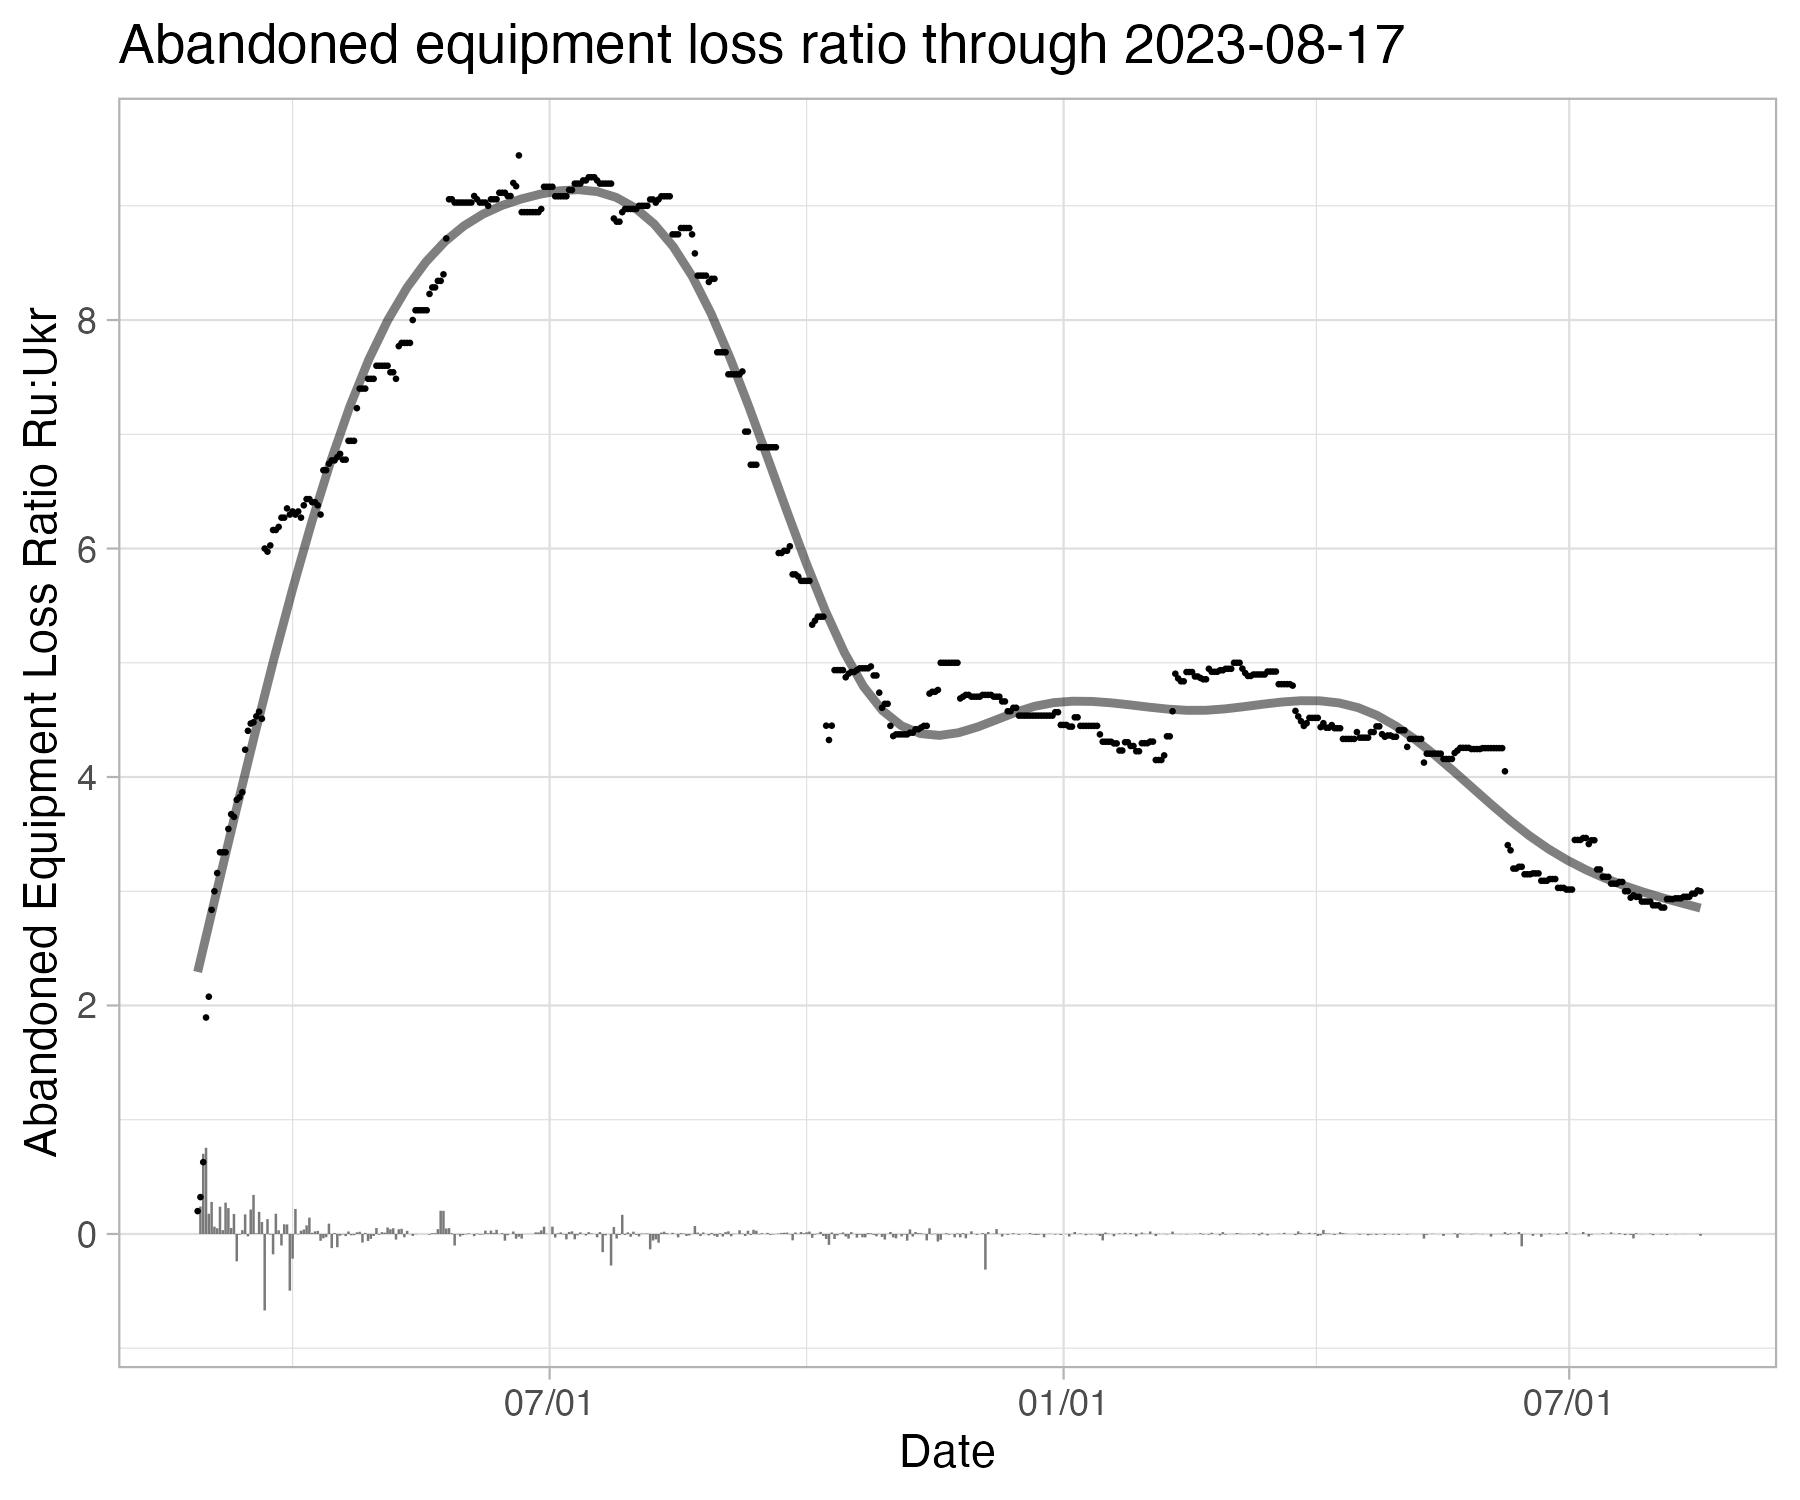 Abandoned equipment loss ratio through 2023-08-17
Abandoned Equipment Loss Ratio Ru:Ukr
8
6
4
2
0
07/01
01/01
07/01
Date